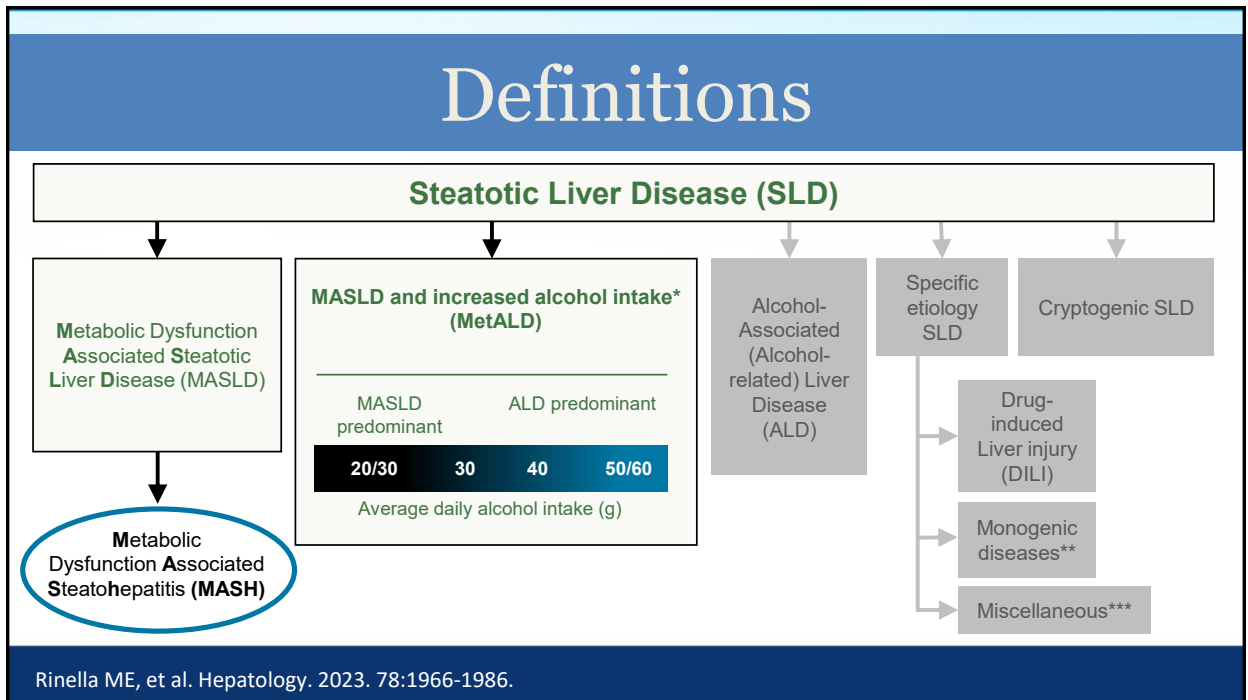 Definitions
Steatotic Liver Disease (SLD)
Metabolic Dysfunction
Associated Steatotic
Liver Disease (MASLD)
Metabolic
Dysfunction Associated
Steatohepatitis (MASH)
MASLD and increased alcohol intake*
(MetALD)
MASLD
predominant
ALD predominant
20/30 30 40 50/60
Average daily alcohol intake (g)
Alcohol-
Associated
(Alcohol-
related) Liver
Disease
(ALD)
Specific
etiology
SLD
Drug-
induced
Liver injury
(DILI)
Monogenic
diseases**
Miscellaneous***
Cryptogenic SLD
Rinella ME, et al. Hepatology. 2023. 78:1966-1986.